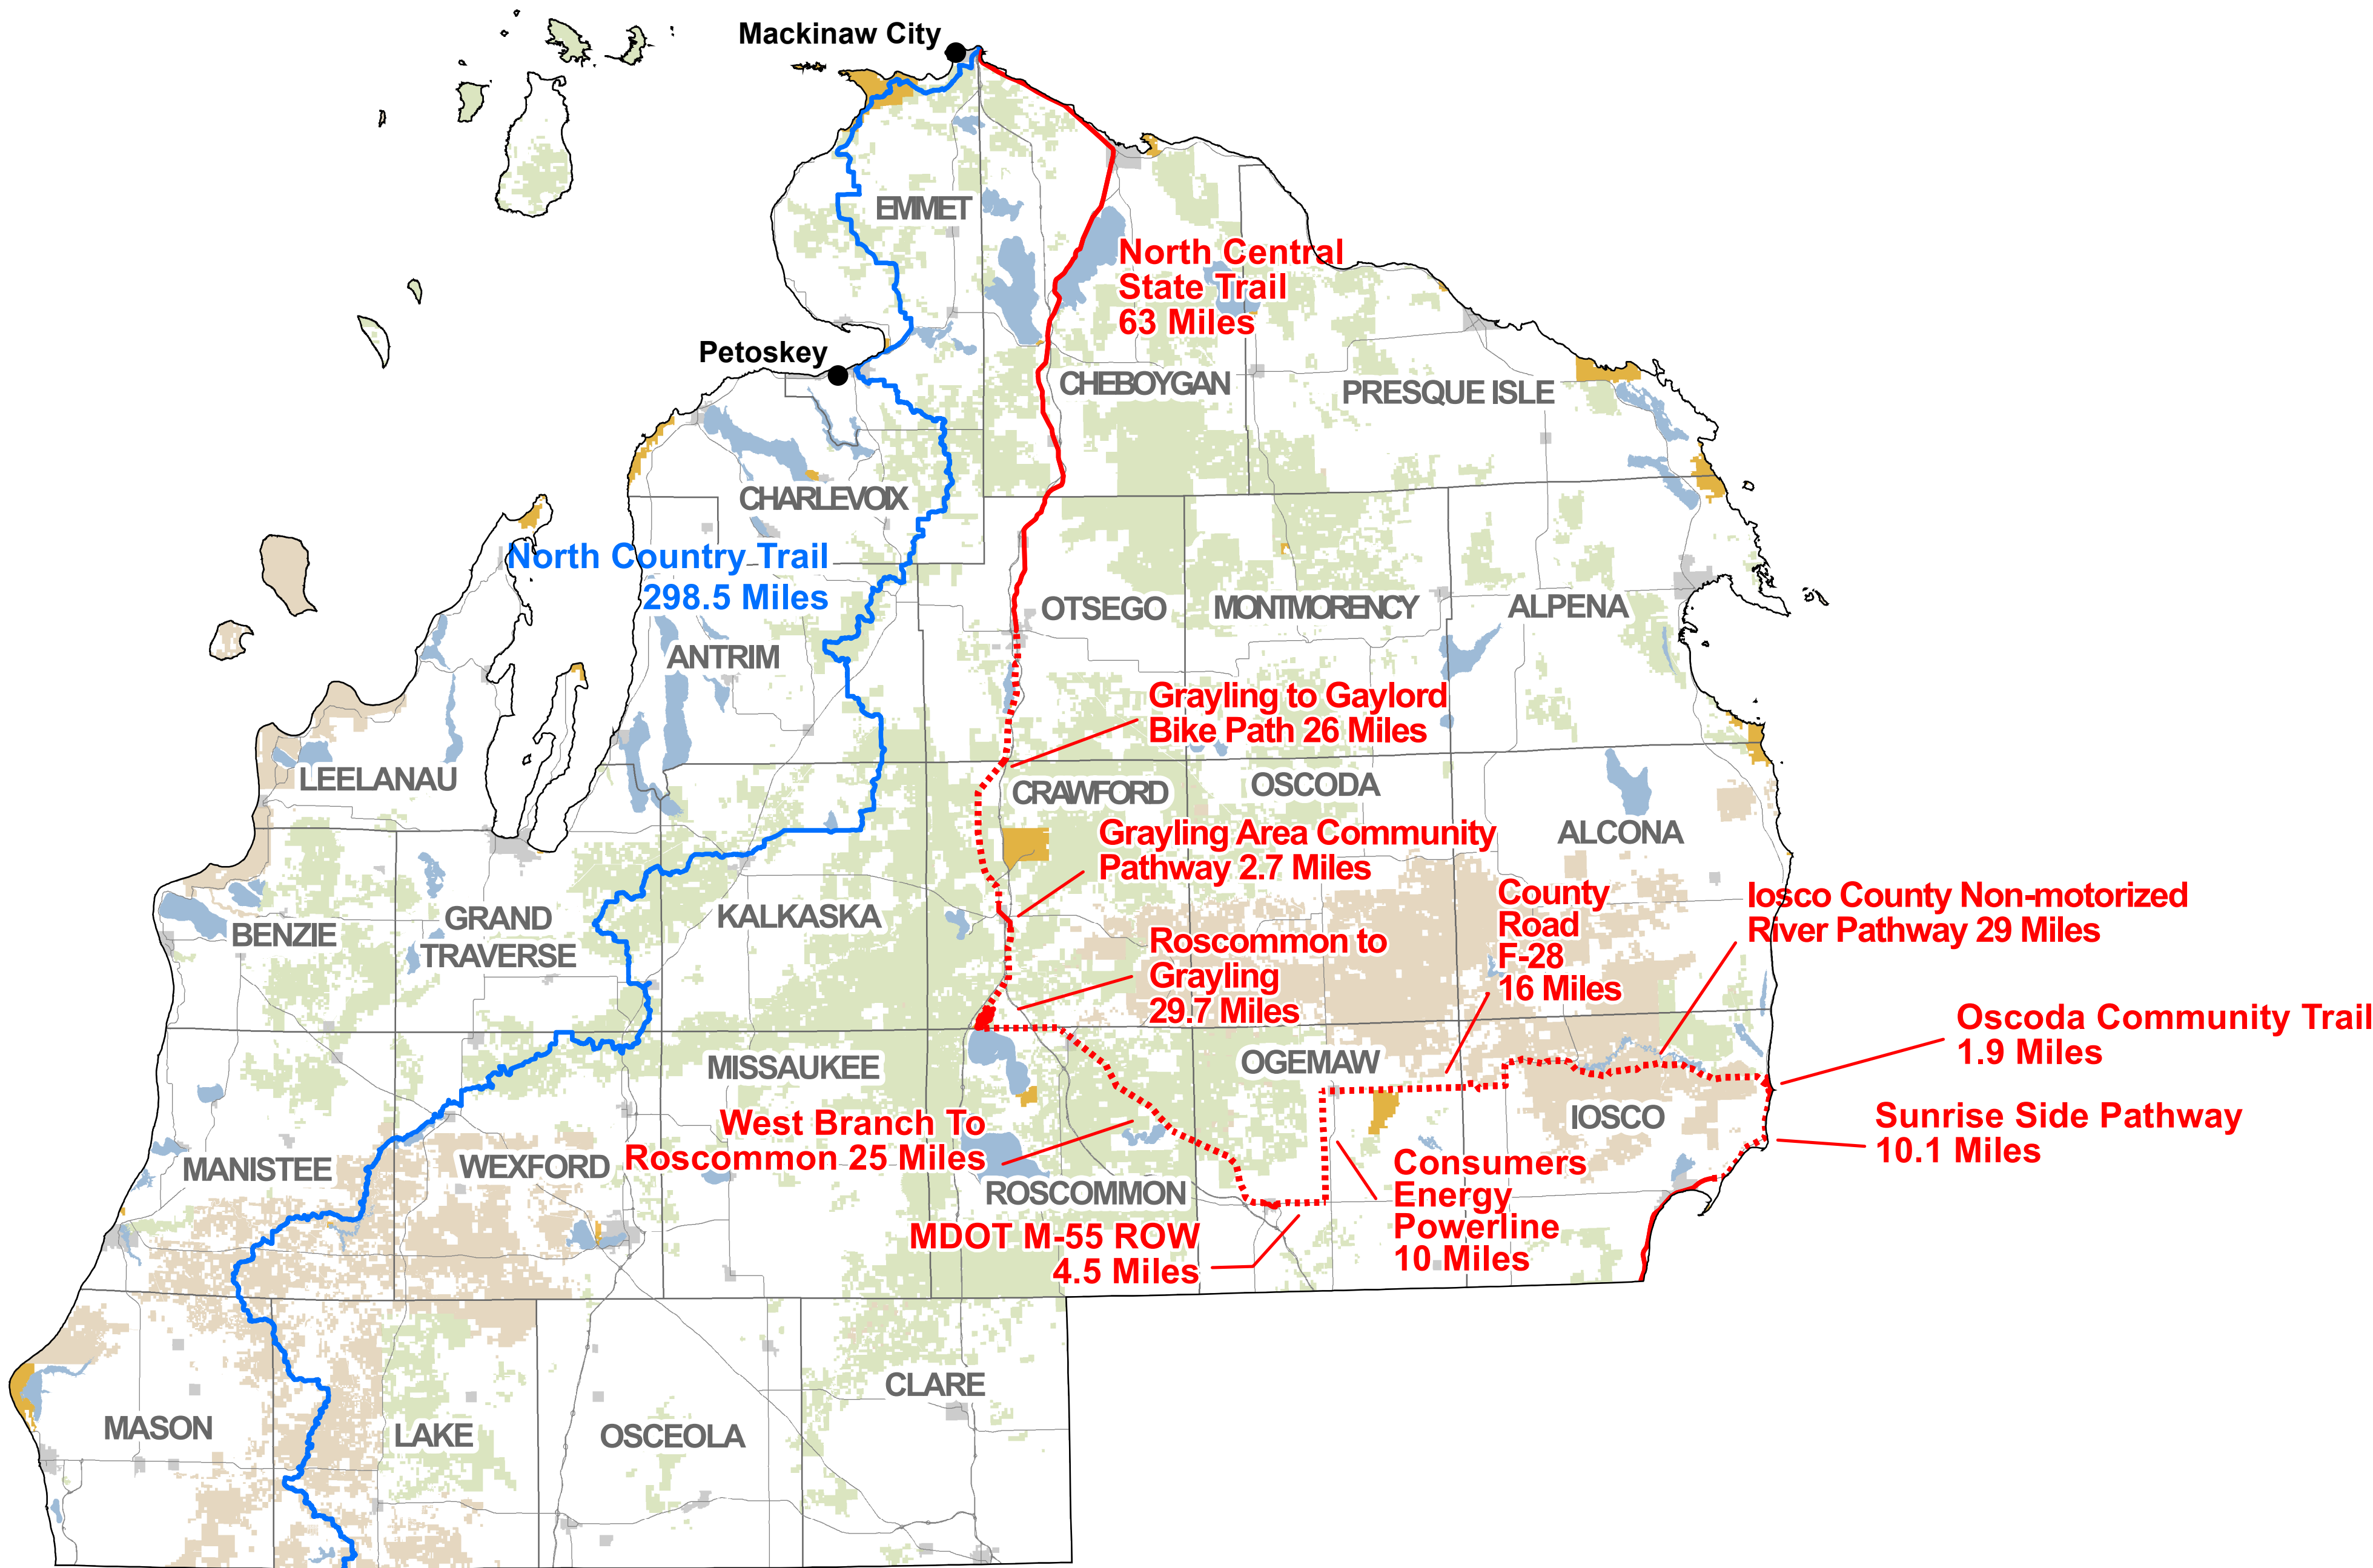 Mackinaw City
EMMET
North Central
State Trail
63 Miles
Petoskey
CHEBOYGAN
PRESQUE ISLE
CHARLEVOIX
North Country Trail
298.5 Miles
OTSEGO
MONTMORENCY
ALPENA
ANTRIM
Grayling to Gaylord
Bike Path 26 Miles
LEELANAU
CRAWFORD
OSCODA
ALCONA
Grayling Area Community
Pathway 2.7 Miles
County
Road
F-28
16 Miles
Iosco County Non-motorized
River Pathway 29 Miles
BENZIE
GRAND
TRAVERSE
KALKASKA
Roscommon to
Grayling
29.7 Miles
Oscoda Community Trail
1.9 Miles
MISSAUKEE
OGEMAW
IOSCO
West Branch To
Roscommon 25 Miles
Sunrise Side Pathway
10.1 Miles
MANISTEE
WEXFORD
ROSCOMMON
Consumers
Energy
Powerline
10 Miles
MDOT M-55 ROW
4.5 Miles
CLARE
MASON
LAKE
OSCEOLA